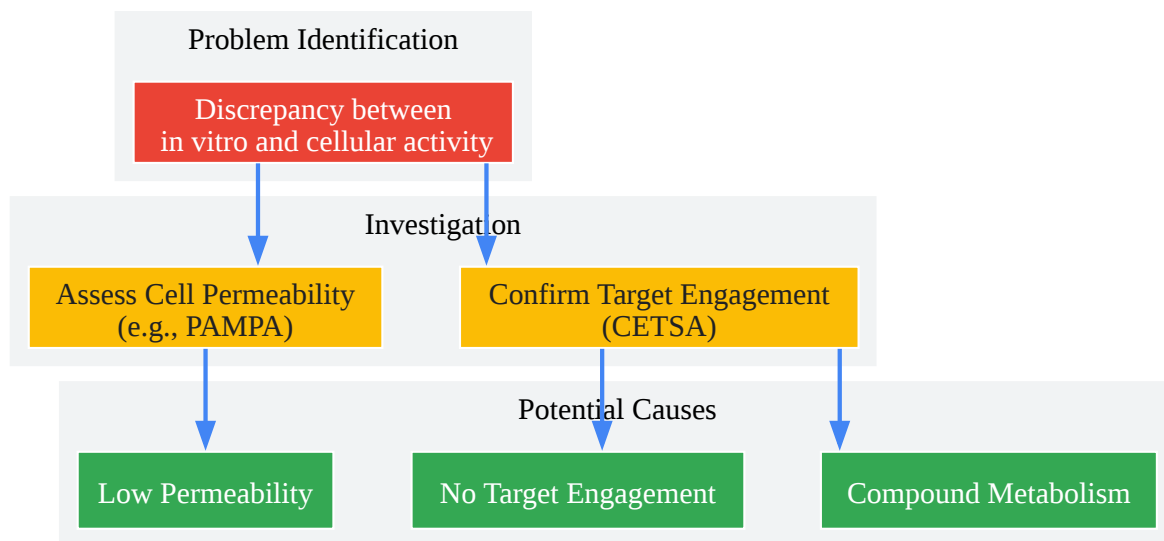 Problem Identification
Discrepancy between
in vitro and cellular activity
Investigation
Assess Cell Permeability
(e.g., PAMPA)
Confirm Target Engagement
(CETSA)
Potential Causes
Low Permeability
No Target Engagement
Compound Metabolism